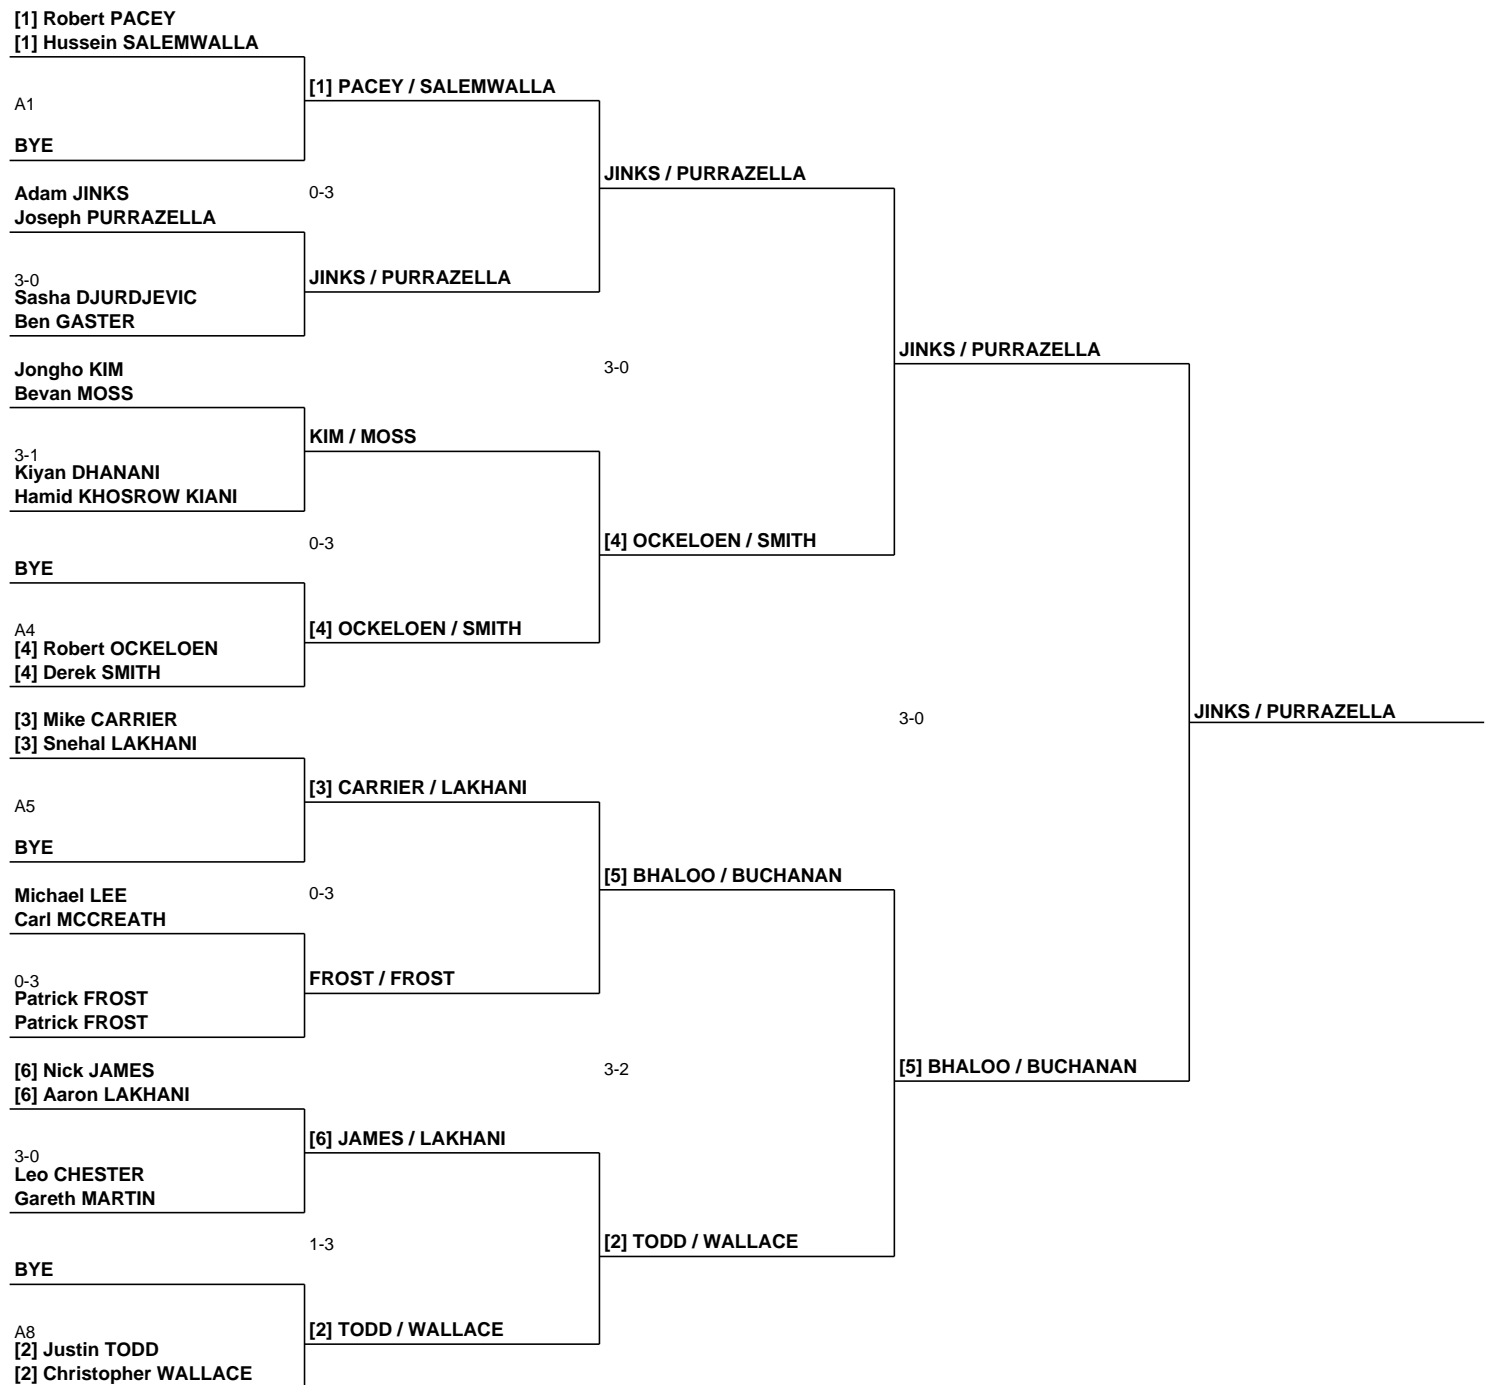 [1] Robert PACEY
[1] Hussein SALEMWALLA
[1] PACEY / SALEMWALLA
A1
BYE
JINKS / PURRAZELLA
Adam JINKS
0-3
Joseph PURRAZELLA
JINKS / PURRAZELLA
3-0
Sasha DJURDJEVIC
Ben GASTER
JINKS / PURRAZELLA
Jongho KIM
3-0
Bevan MOSS
KIM / MOSS
3-1
Kiyan DHANANI
Hamid KHOSROW KIANI
0-3
[4] OCKELOEN / SMITH
BYE
A4
[4] OCKELOEN / SMITH
[4] Robert OCKELOEN
[4] Derek SMITH
JINKS / PURRAZELLA
[3] Mike CARRIER
3-0
[3] Snehal LAKHANI
[3] CARRIER / LAKHANI
A5
BYE
[5] BHALOO / BUCHANAN
Michael LEE
0-3
Carl MCCREATH
FROST / FROST
0-3
Patrick FROST
Patrick FROST
[5] BHALOO / BUCHANAN
[6] Nick JAMES
3-2
[6] Aaron LAKHANI
[6] JAMES / LAKHANI
3-0
Leo CHESTER
Gareth MARTIN
1-3
[2] TODD / WALLACE
BYE
A8
[2] TODD / WALLACE
[2] Justin TODD
[2] Christopher WALLACE